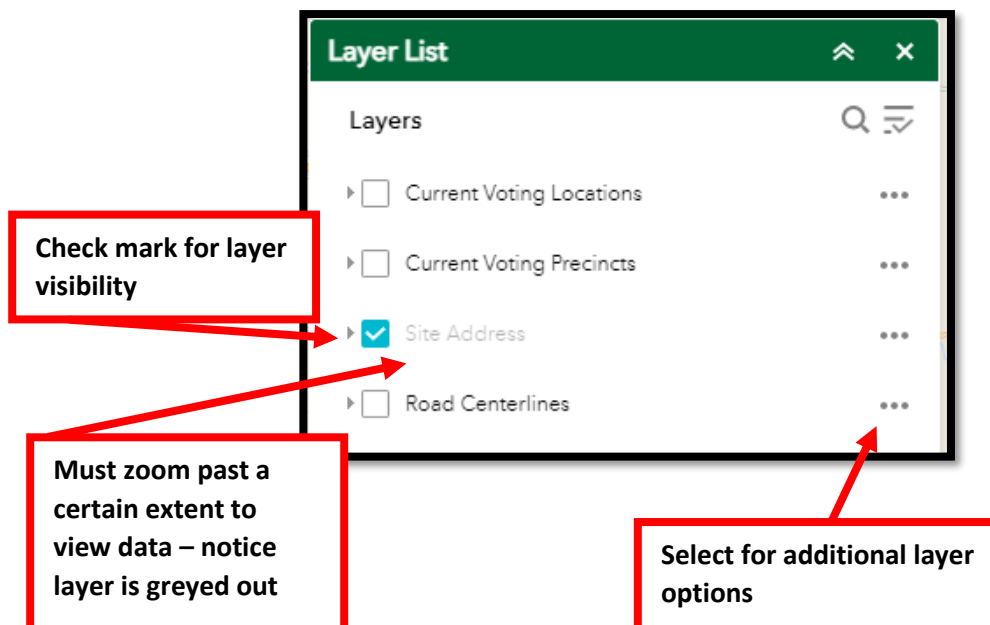 Layer List
Layers
Current Voting Locations
Current Voting Precincts
Site Address
Road Centerlines
Check mark for layer
visibility
Must zoom past a
certain extent to
view data – notice
layer is greyed out
Select for additional layer
options